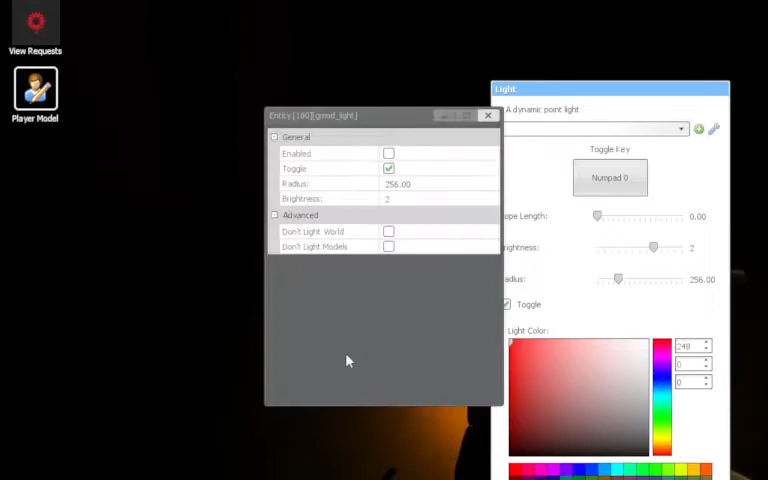 View Requests
Player Model
Entity [100][gmod_light]
General
Enabled
Toggle
Radius: 256.00
Brightness: 2
Advanced
Don't Light World
Don't Light Models
Light
A dynamic point light
Toggle Key
Numpad 0
ope Length: 0.00
rightness: 2
adius: 256.00
Toggle
Light Color:
248
0
0